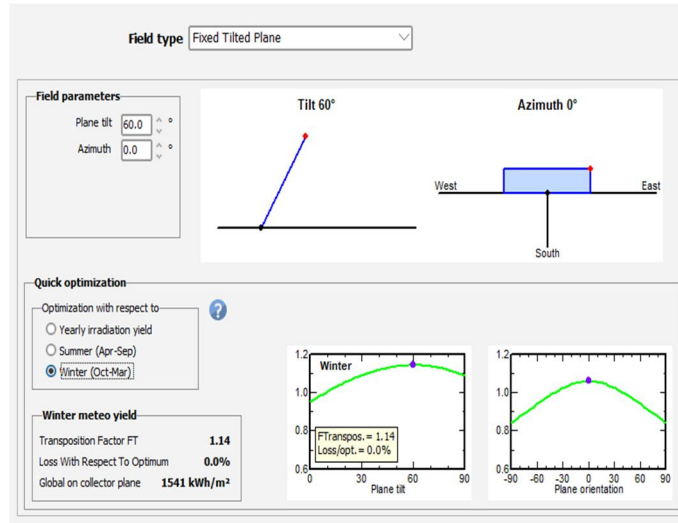 Field type Fixed Tilted Plane
Field parameters
Plane tilt 60.0 °
Azimuth 0.0 °
Tilt 60°
Azimuth 0°
West East
South
Quick optimization
Optimization with respect to
Yearly irradiation yield
Summer (Apr-Sep)
Winter (Oct-Mar)
?
Winter meteo yield
Transposition Factor FT 1.14
Loss With Respect To Optimum 0.0%
Global on collector plane 1541 kWh/m²
1.2
Winter
1.0
0.8
FTranspos.= 1.14
Loss/opt.= 0.0%
0.6
0 30 60 90
Plane tilt
1.2
1.0
0.8
0.6
-90 -60 -30 0 30 60 90
Plane orientation